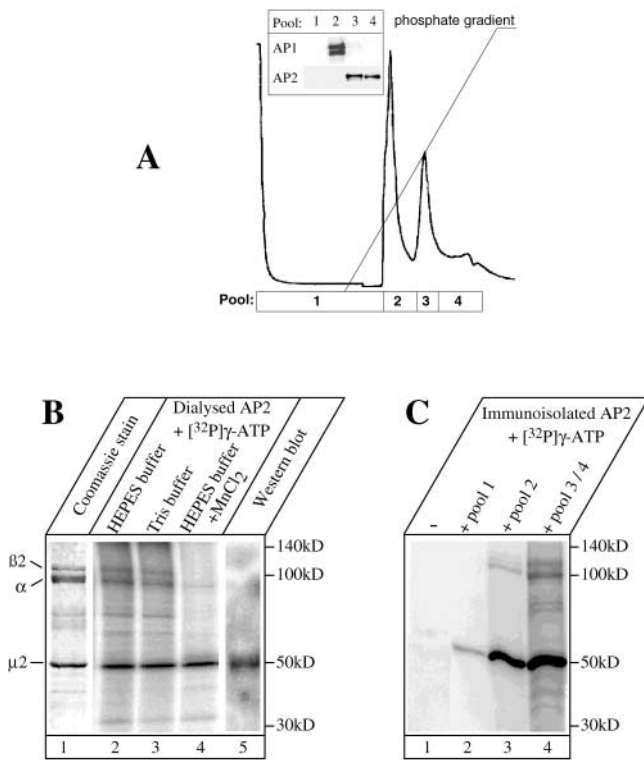 Pool: 1 2 3 4
AP1
AP2
phosphate gradient
A
Pool: 1 2 3 4
B
Coomassie stain
Dialysed AP2
+ [³²P]γ-ATP
HEPES buffer
Tris buffer
HEPES buffer
+MnCl₂
Western blot
ß2
α
μ2
140kD
100kD
50kD
30kD
1 2 3 4 5
C
Immunoisolated AP2
+ [³²P]γ-ATP
-
+ pool 1
+ pool 2
+ pool 3 / 4
140kD
100kD
50kD
30kD
1 2 3 4